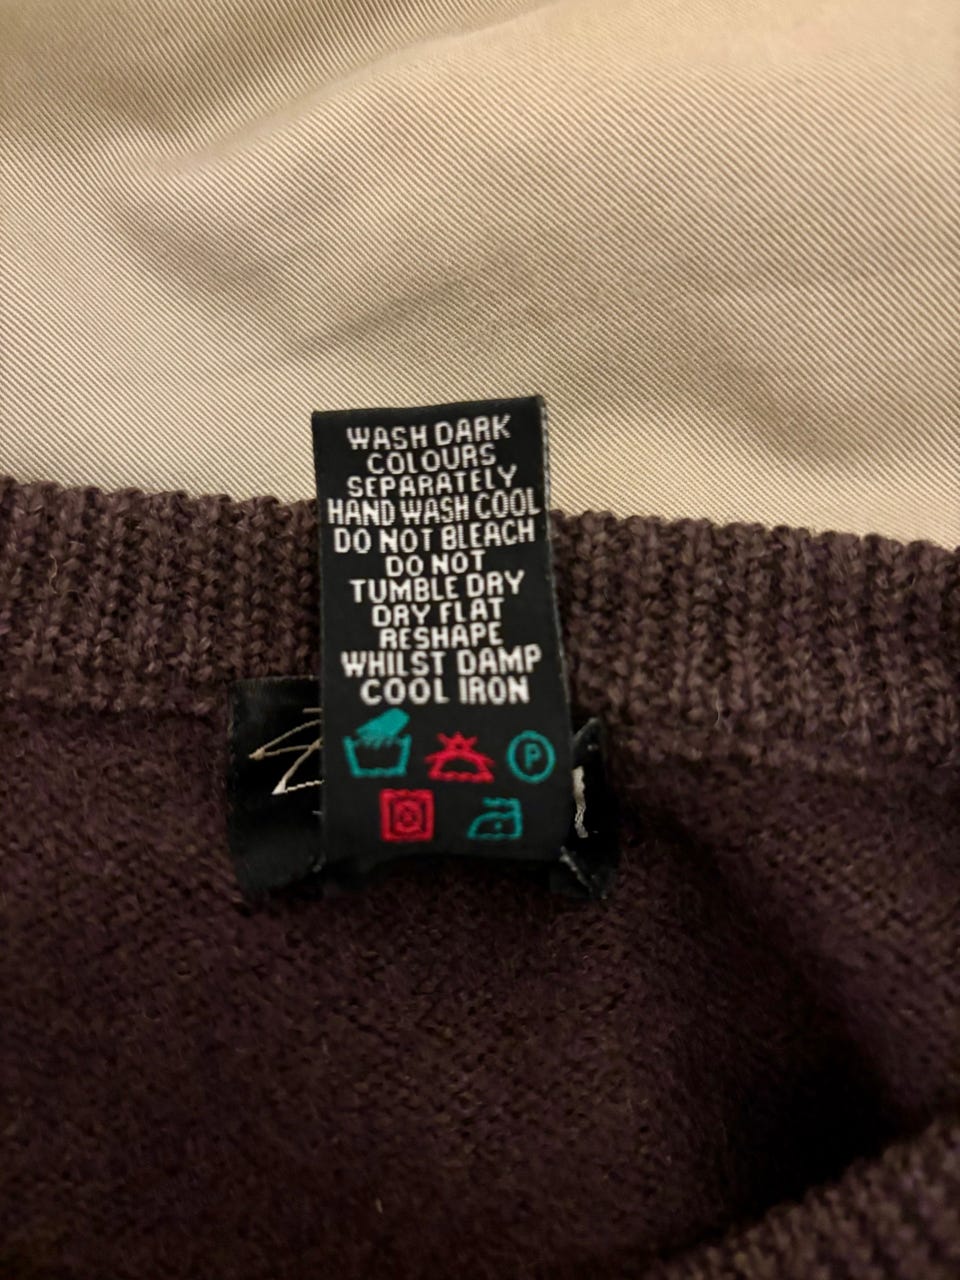 WASH DARK
COLOURS
SEPARATELY
HAND WASH COOL
DO NOT BLEACH
DO NOT
TUMBLE DRY
DRY FLAT
RESHAPE
WHILST DAMP
COOL IRON
P